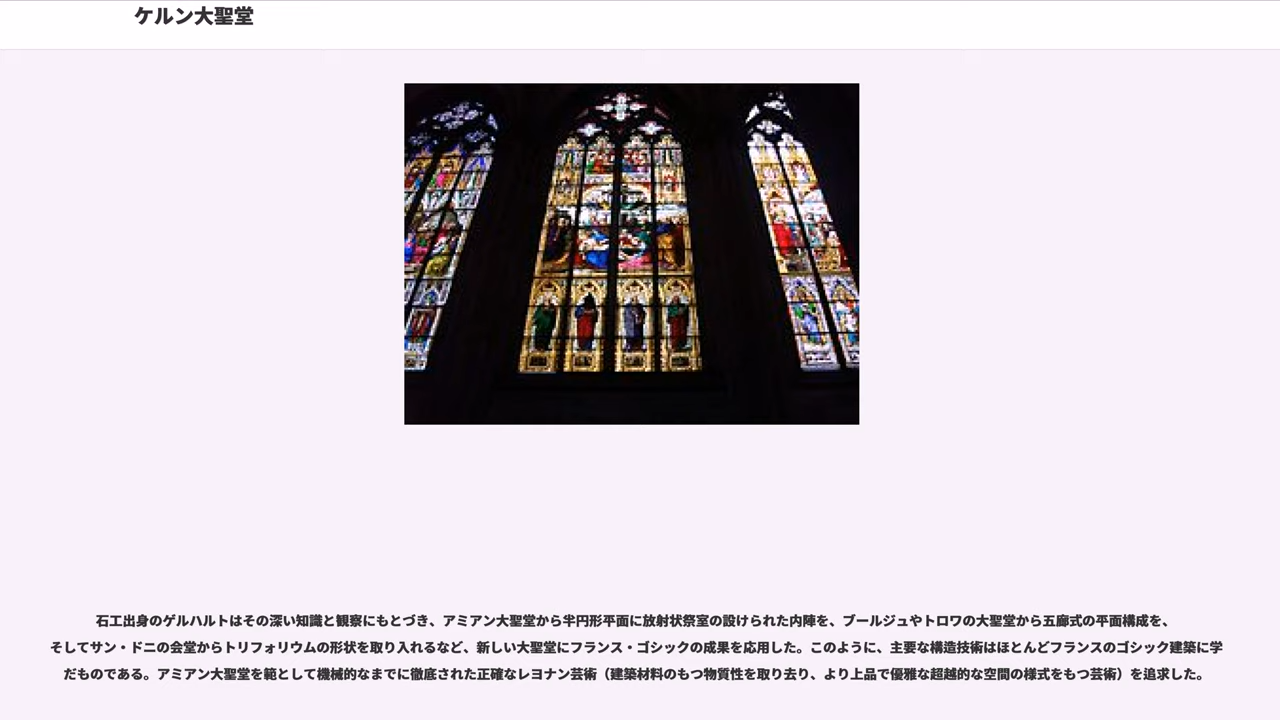 ケルン大聖堂
石工出身のゲルハルトはその深い知識と観察にもとづき、アミアン大聖堂から半円形平面に放射状祭室の設けられた内陣を、ブールジュやトロワの大聖堂から五廊式の平面構成を、
そしてサン・ドニの会堂からトリフォリウムの形状を取り入れるなど、新しい大聖堂にフランス・ゴシックの成果を応用した。このように、主要な構造技術はほとんどフランスのゴシック建築に学
だものである。アミアン大聖堂を範として機械的なまでに徹底された正確なレヨナン芸術（建築材料のもつ物質性を取り去り、より上品で優雅な超越的な空間の様式をもつ芸術）を追求した。